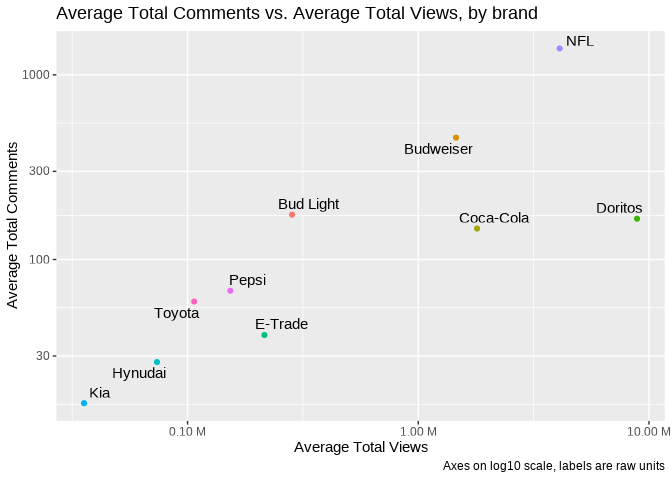 Average Total Comments vs. Average Total Views, by brand
Average Total Comments
1000
300
100
30
NFL
Budweiser
Bud Light
Doritos
Coca-Cola
Pepsi
Toyota
E-Trade
Hynudai
Kia
0.10 M
1.00 M
10.00 M
Average Total Views
Axes on log10 scale, labels are raw units